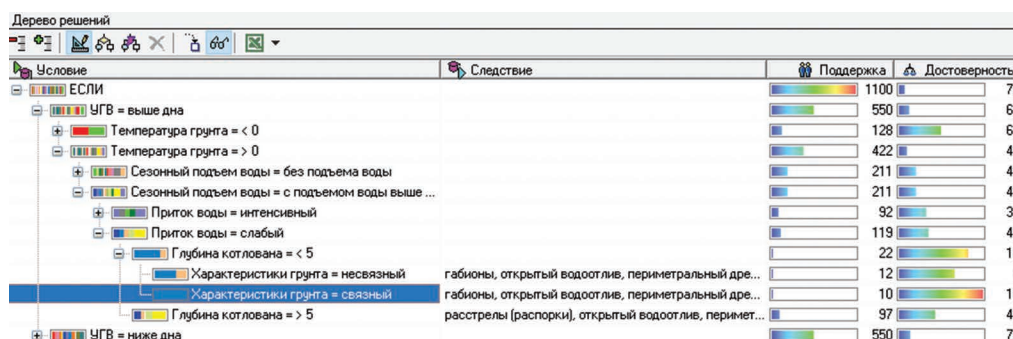 Дерево решений
Условие Следствие Поддержка Достоверность
ЕСЛИ 1100 7
УГВ = выше дна 550 6
Температура грунта = < 0 128 6
Температура грунта = > 0 422 4
Сезонный подъем воды = без подъема воды 211 4
Сезонный подъем воды = с подъемом воды выше ... 211 4
Приток воды = интенсивный 92 3
Приток воды = слабый 119 4
Глубина котлована = < 5 22 1
Характеристики грунта = несвязный габионы, открытый водоотлив, периметральный дре... 12
Характеристики грунта = связный габионы, открытый водоотлив, периметральный дре... 10 1
Глубина котлована = > 5 расстрелы (распорки), открытый водоотлив, перимет... 97 4
УГВ = ниже дна 550 7